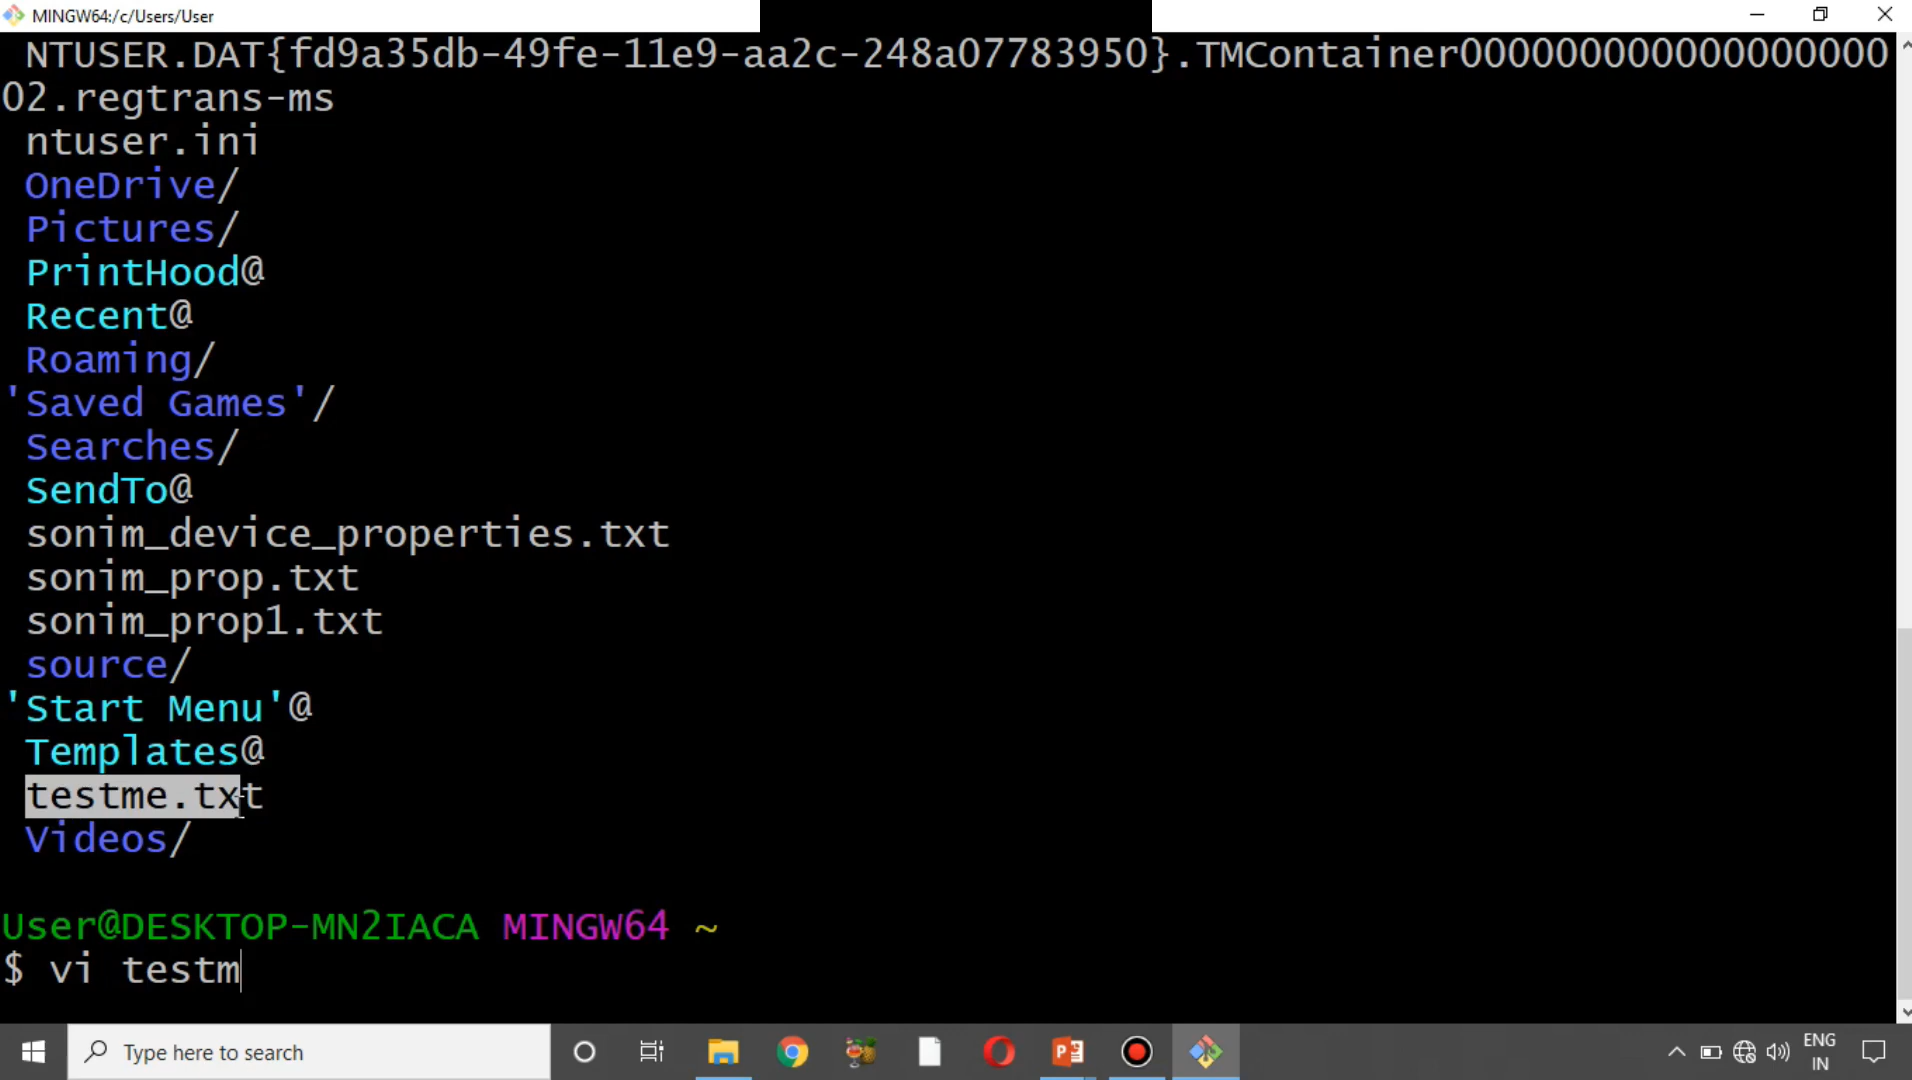 MINGW64:/c/Users/User
NTUSER.DAT{fd9a35db-49fe-11e9-aa2c-248a07783950}.TMContainer000000000000000000
02.regtrans-ms
ntuser.ini
OneDrive/
Pictures/
PrintHood@
Recent@
Roaming/
'Saved Games'/
Searches/
SendTo@
sonim_device_properties.txt
sonim_prop.txt
sonim_prop1.txt
source/
'Start Menu'@
Templates@
testme.txt
Videos/
User@DESKTOP-MN2IACA MINGW64 ~
$ vi testm
Type here to search
ENG
IN